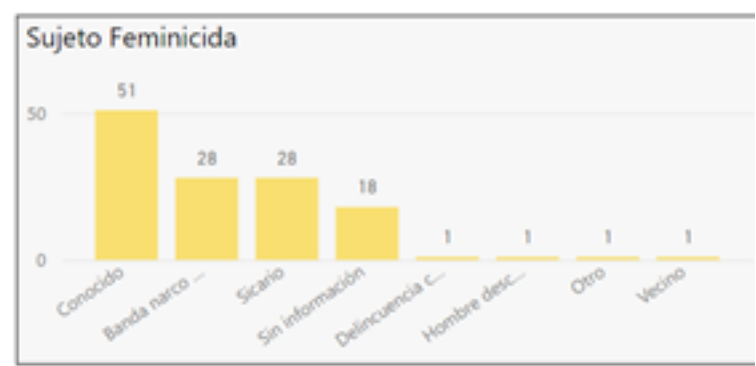 Sujeto Feminicida
51
50
28
28
18
1
1
1
1
0
Conocido
Banda narco ...
Sicario
Sin información
Delincuencia c...
Hombre desc...
Otro
Vecino